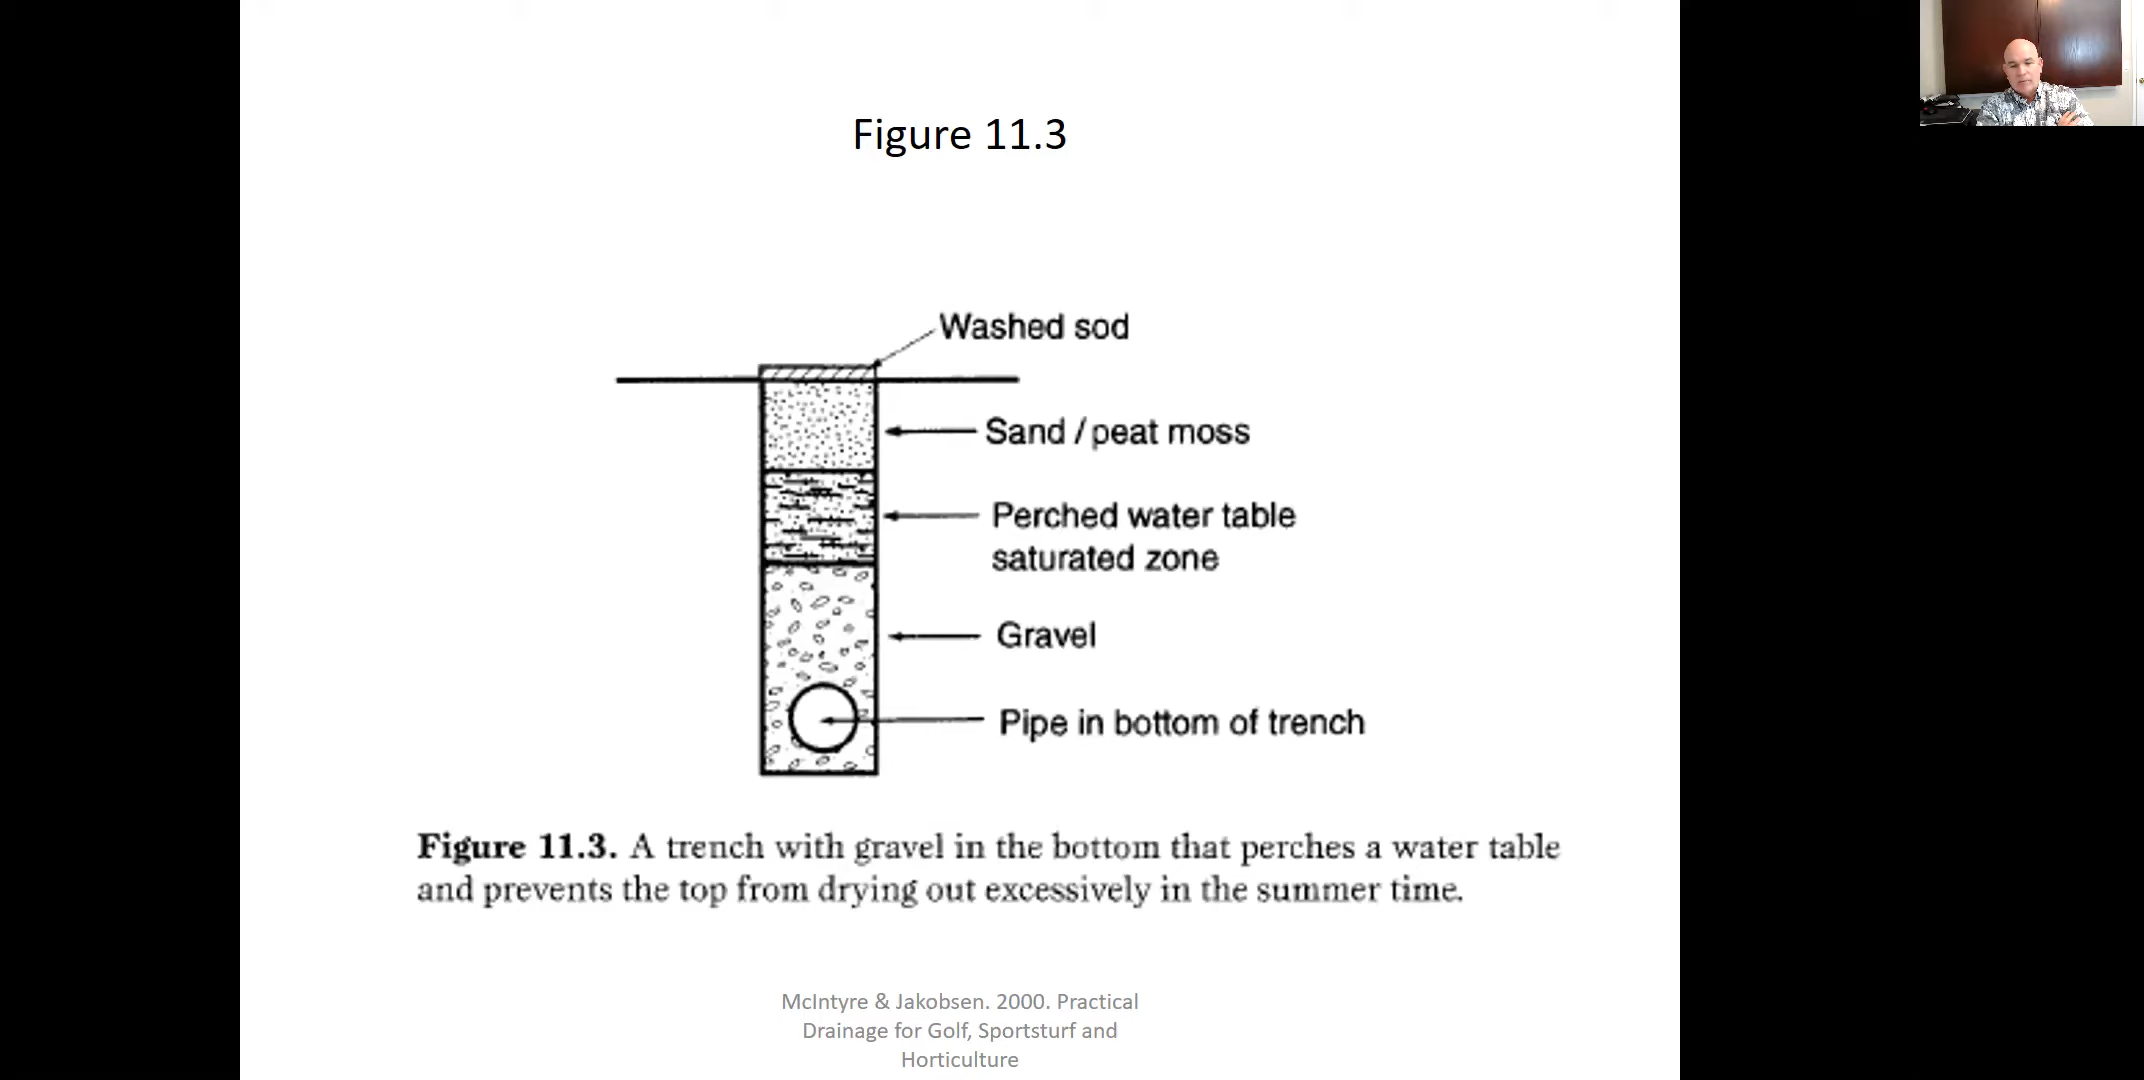 Figure 11.3
Washed sod
Sand / peat moss
Perched water table
saturated zone
Gravel
Pipe in bottom of trench
Figure 11.3. A trench with gravel in the bottom that perches a water table
and prevents the top from drying out excessively in the summer time.
McIntyre & Jakobsen. 2000. Practical
Drainage for Golf, Sportsturf and
Horticulture